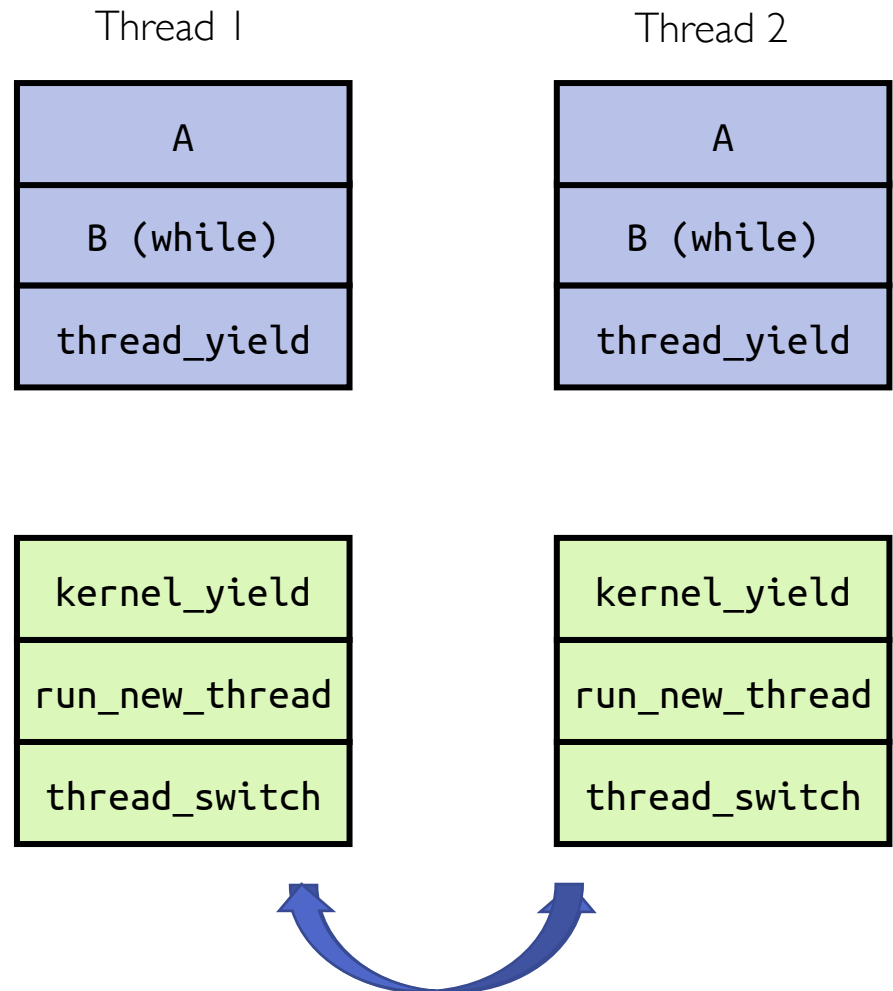 Thread 1
Thread 2
A
A
B (while)
B (while)
thread_yield
thread_yield
kernel_yield
kernel_yield
run_new_thread
run_new_thread
thread_switch
thread_switch